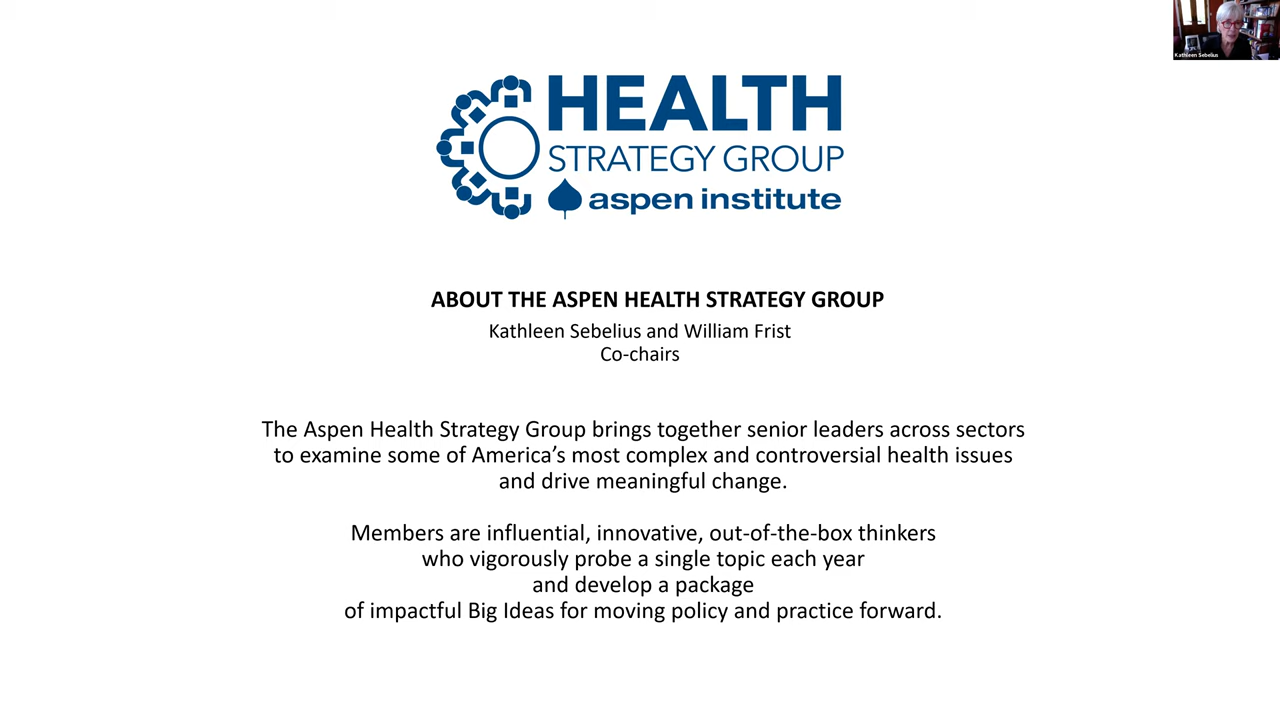 Kathleen Sebelius
HEALTH
STRATEGY GROUP
aspen institute
ABOUT THE ASPEN HEALTH STRATEGY GROUP
Kathleen Sebelius and William Frist
Co-chairs
The Aspen Health Strategy Group brings together senior leaders across sectors
to examine some of America’s most complex and controversial health issues
and drive meaningful change.
Members are influential, innovative, out-of-the-box thinkers
who vigorously probe a single topic each year
and develop a package
of impactful Big Ideas for moving policy and practice forward.